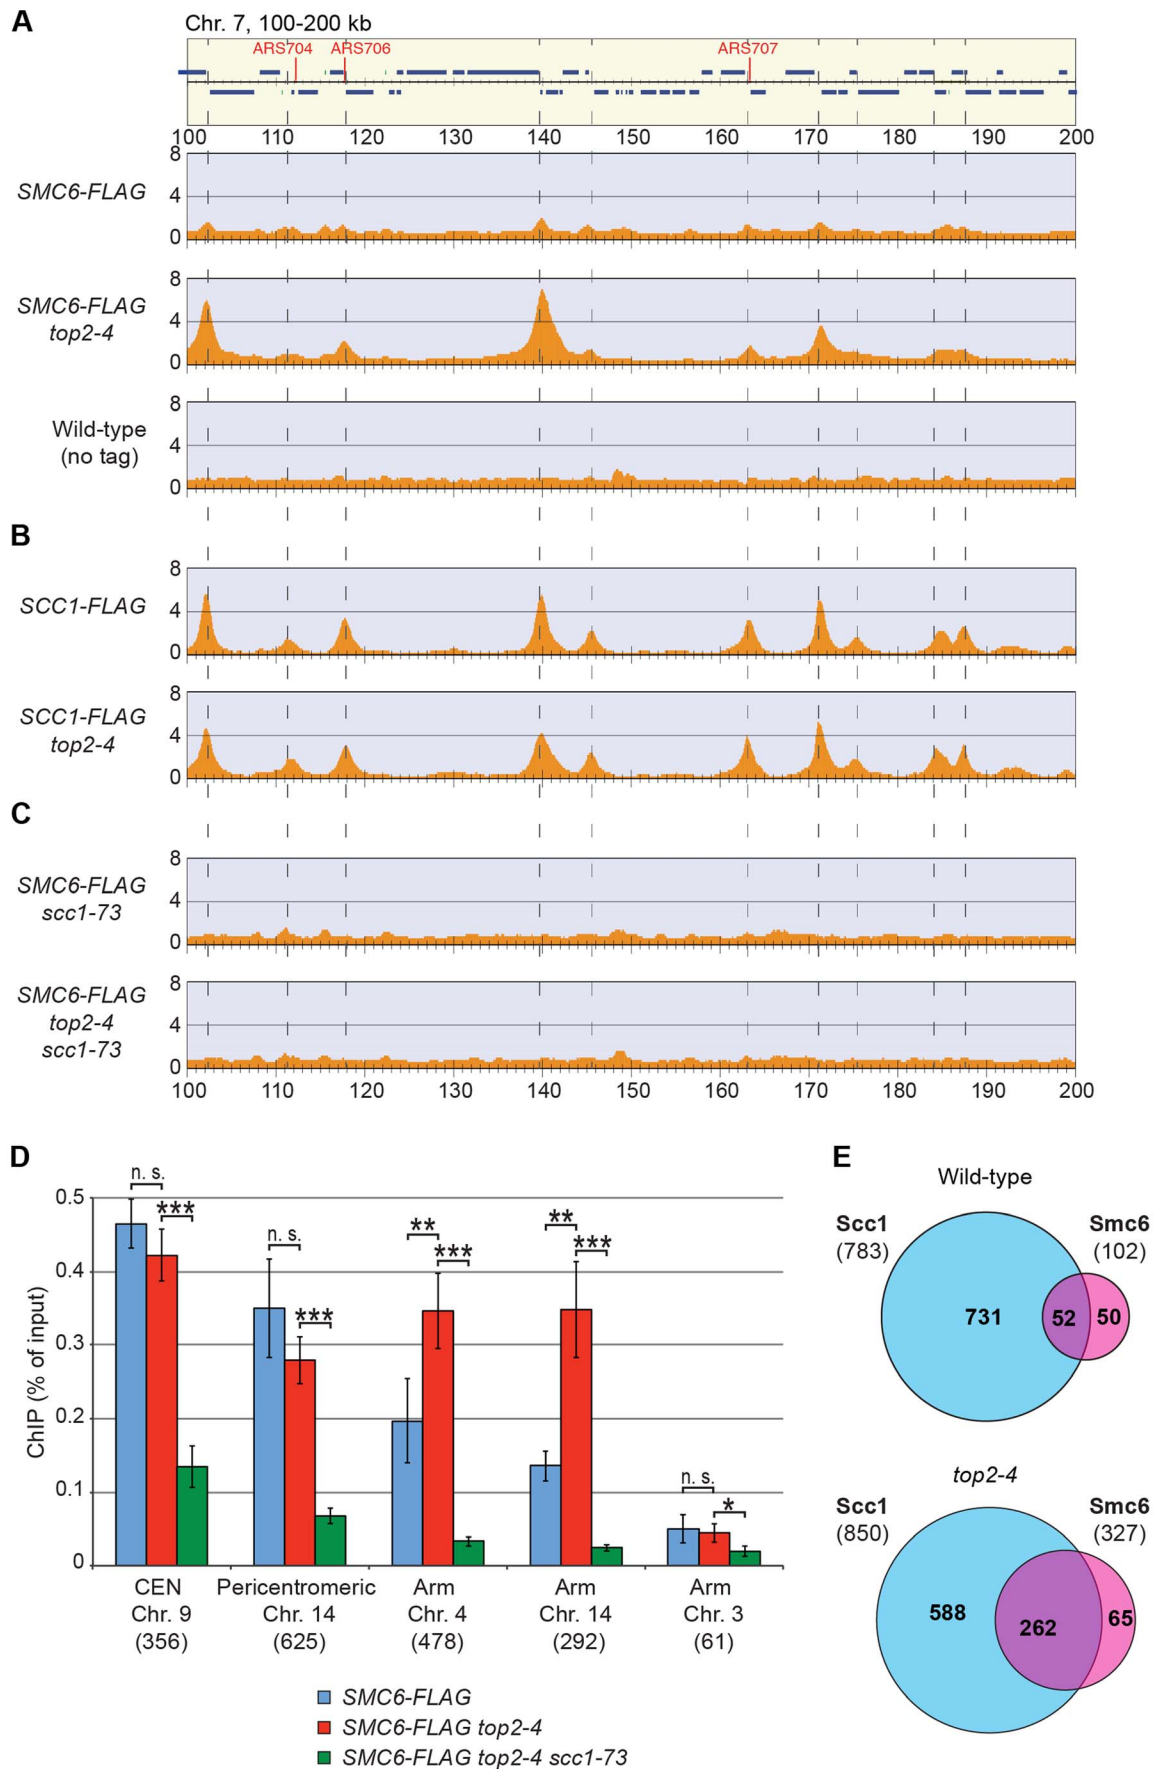 A
Chr. 7, 100-200 kb
ARS704 ARS706 ARS707
100 110 120 130 140 150 160 170 180 190 200
8
SMC6-FLAG
4
0
8
SMC6-FLAG
top2-4
4
0
8
Wild-type
(no tag)
4
0
B
8
SCC1-FLAG
4
0
8
SCC1-FLAG
top2-4
4
0
C
8
SMC6-FLAG
scc1-73
4
0
8
SMC6-FLAG
top2-4
scc1-73
4
0
100 110 120 130 140 150 160 170 180 190 200
D
ChIP (% of input)
0.5
0.4
0.3
0.2
0.1
0
n. s.
***
n. s.
***
**
***
**
***
n. s.
*
CEN
Chr. 9
(356)
Pericentromeric
Chr. 14
(625)
Arm
Chr. 4
(478)
Arm
Chr. 14
(292)
Arm
Chr. 3
(61)
SMC6-FLAG
SMC6-FLAG top2-4
SMC6-FLAG top2-4 scc1-73
E
Wild-type
Scc1
(783)
Smc6
(102)
731 52 50
top2-4
Scc1
(850)
Smc6
(327)
588 262 65